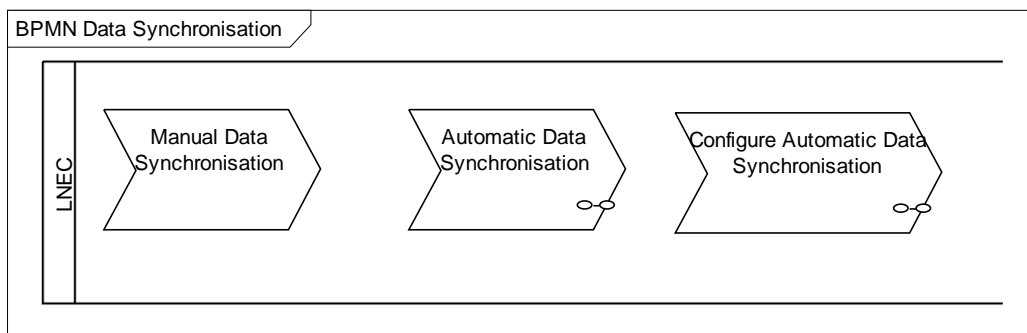 BPMN Data Synchronisation
LNEC
Manual Data
Synchronisation
Automatic Data
Synchronisation
Configure Automatic Data
Synchronisation